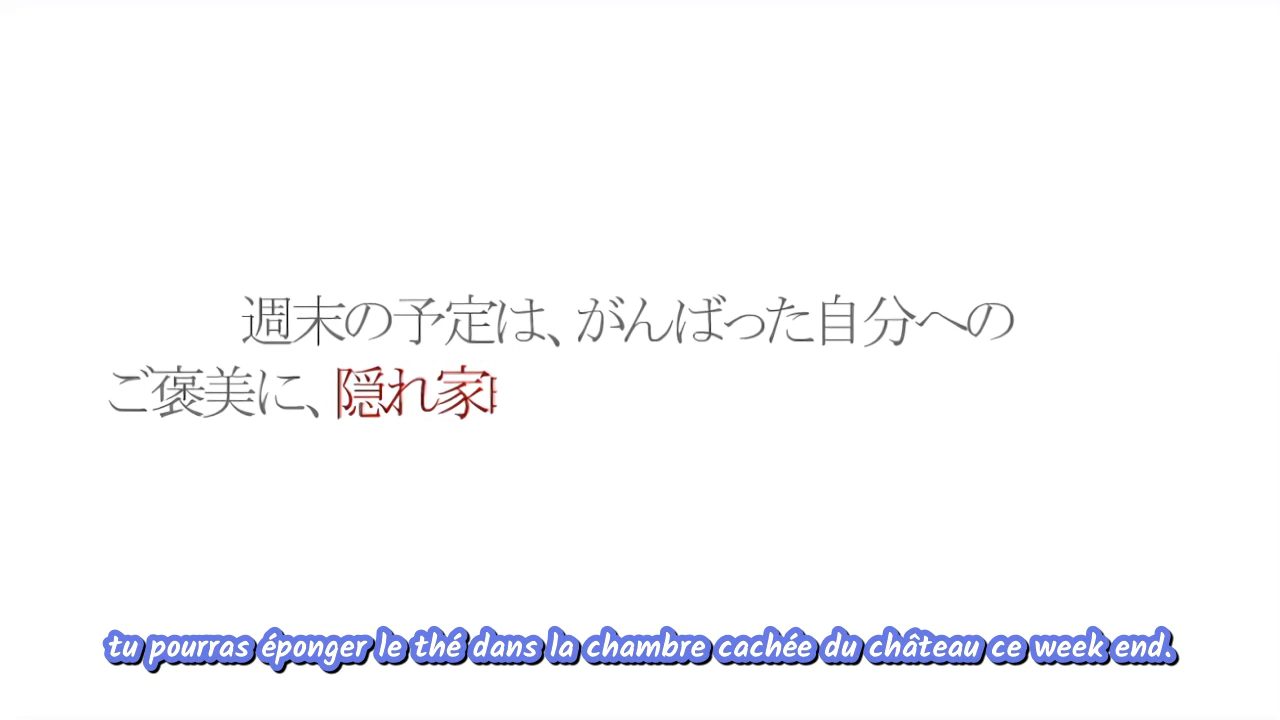 週末の予定は、がんばった自分への
ご褒美に、隠れ家
tu pourras éponger le thé dans la chambre cachée du château ce week end.